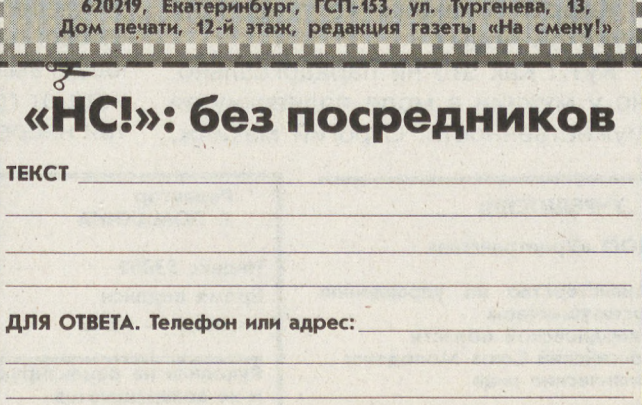 620219, Екатеринбург, ГСП-153, ул. Тургенева, 13,
Дом печати, 12-й этаж, редакция газеты «На смену!»
«НС!»: без посредников
ТЕКСТ
ДЛЯ ОТВЕТА. Телефон или адрес: